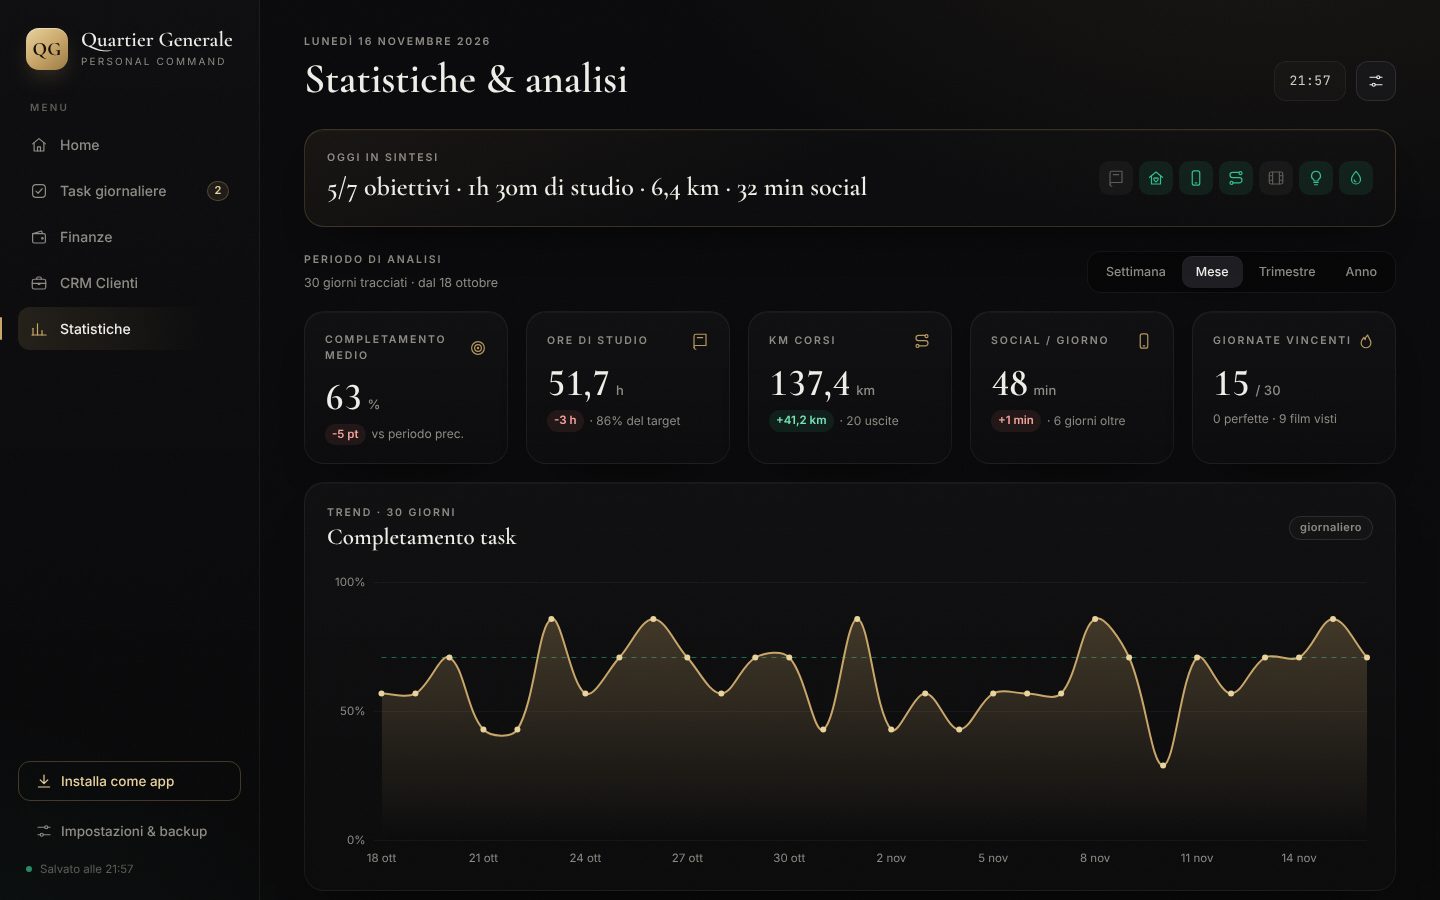 QG
Quartier Generale
PERSONAL COMMAND
MENU
Home
Task giornaliere
2
Finanze
CRM Clienti
Statistiche
Installa come app
Impostazioni & backup
Salvato alle 21:57
LUNEDÌ 16 NOVEMBRE 2026
Statistiche & analisi
21:57
OGGI IN SINTESI
5/7 obiettivi · 1h 30m di studio · 6,4 km · 32 min social
PERIODO DI ANALISI
30 giorni tracciati · dal 18 ottobre
Settimana
Mese
Trimestre
Anno
COMPLETAMENTO
MEDIO
63 %
-5 pt vs periodo prec.
ORE DI STUDIO
51,7 h
-3 h · 86% del target
KM CORSI
137,4 km
+41,2 km · 20 uscite
SOCIAL / GIORNO
48 min
+1 min · 6 giorni oltre
GIORNATE VINCENTI
15 / 30
0 perfette · 9 film visti
TREND · 30 GIORNI
Completamento task
giornaliero
100%
50%
0%
18 ott
21 ott
24 ott
27 ott
30 ott
2 nov
5 nov
8 nov
11 nov
14 nov